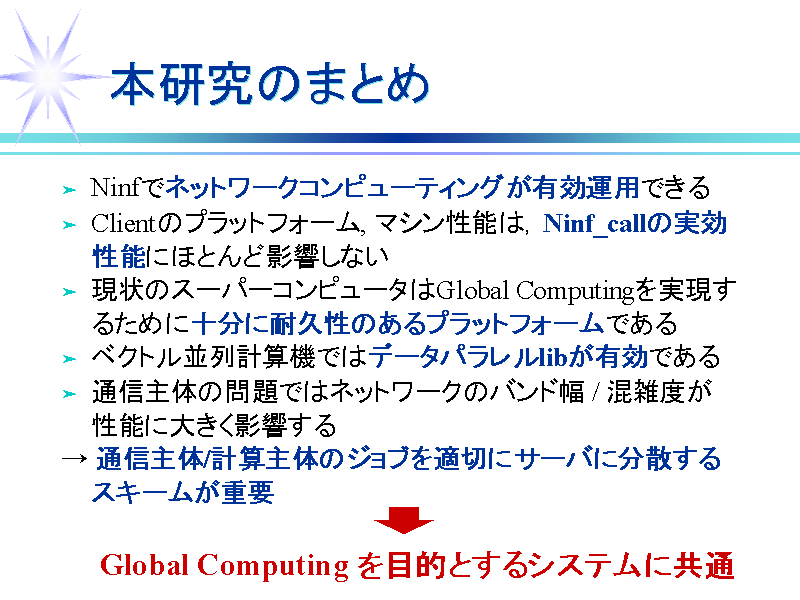 本研究のまとめ
➢ Ninfでネットワークコンピューティングが有効運用できる
➢ Clientのプラットフォーム, マシン性能は, Ninf_callの実効
性能にほとんど影響しない
➢ 現状のスーパーコンピュータはGlobal Computingを実現す
るために十分に耐久性のあるプラットフォームである
➢ ベクトル並列計算機ではデータパラレルlibが有効である
➢ 通信主体の問題ではネットワークのバンド幅 / 混雑度が
性能に大きく影響する
→ 通信主体/計算主体のジョブを適切にサーバに分散する
スキームが重要
Global Computing を目的とするシステムに共通